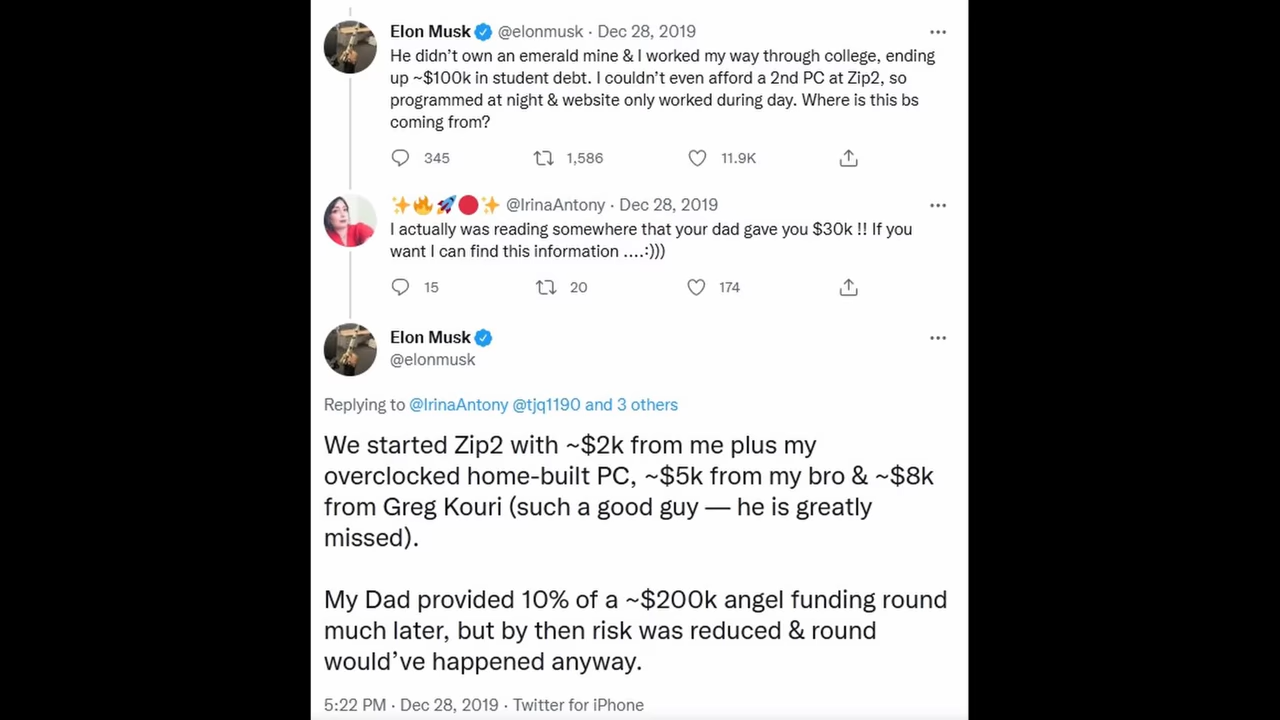 Elon Musk @elonmusk · Dec 28, 2019
He didn’t own an emerald mine & I worked my way through college, ending
up ~$100k in student debt. I couldn’t even afford a 2nd PC at Zip2, so
programmed at night & website only worked during day. Where is this bs
coming from?
345 1,586 11.9K
✨🔥🚀🔴✨ @IrinaAntony · Dec 28, 2019
I actually was reading somewhere that your dad gave you $30k !! If you
want I can find this information ....:)))
15 20 174
Elon Musk
@elonmusk
Replying to @IrinaAntony @tjq1190 and 3 others
We started Zip2 with ~$2k from me plus my
overclocked home-built PC, ~$5k from my bro & ~$8k
from Greg Kouri (such a good guy — he is greatly
missed).
My Dad provided 10% of a ~$200k angel funding round
much later, but by then risk was reduced & round
would’ve happened anyway.
5:22 PM · Dec 28, 2019 · Twitter for iPhone